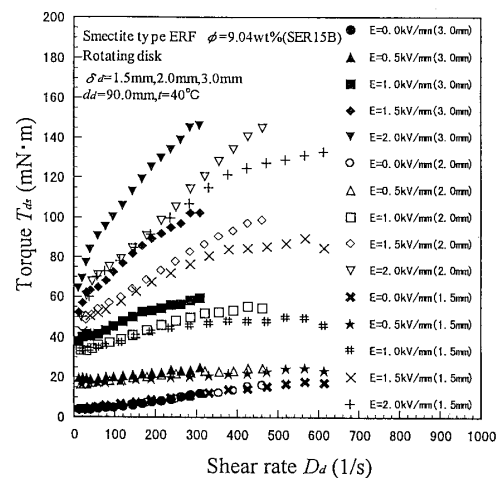 Smectite type ERF ϕ=9.04wt%(SER15B)
Rotating disk
δd=1.5mm,2.0mm,3.0mm
dd=90.0mm,t=40°C
E=0.0kV/mm(3.0mm)
E=0.5kV/mm(3.0mm)
E=1.0kV/mm(3.0mm)
E=1.5kV/mm(3.0mm)
E=2.0kV/mm(3.0mm)
E=0.0kV/mm(2.0mm)
E=0.5kV/mm(2.0mm)
E=1.0kV/mm(2.0mm)
E=1.5kV/mm(2.0mm)
E=2.0kV/mm(2.0mm)
E=0.0kV/mm(1.5mm)
E=0.5kV/mm(1.5mm)
E=1.0kV/mm(1.5mm)
E=1.5kV/mm(1.5mm)
E=2.0kV/mm(1.5mm)
Torque Tds (mN·m)
200
180
160
140
120
100
80
60
40
20
0
0 100 200 300 400 500 600 700 800 900 1000
Shear rate Dd (1/s)